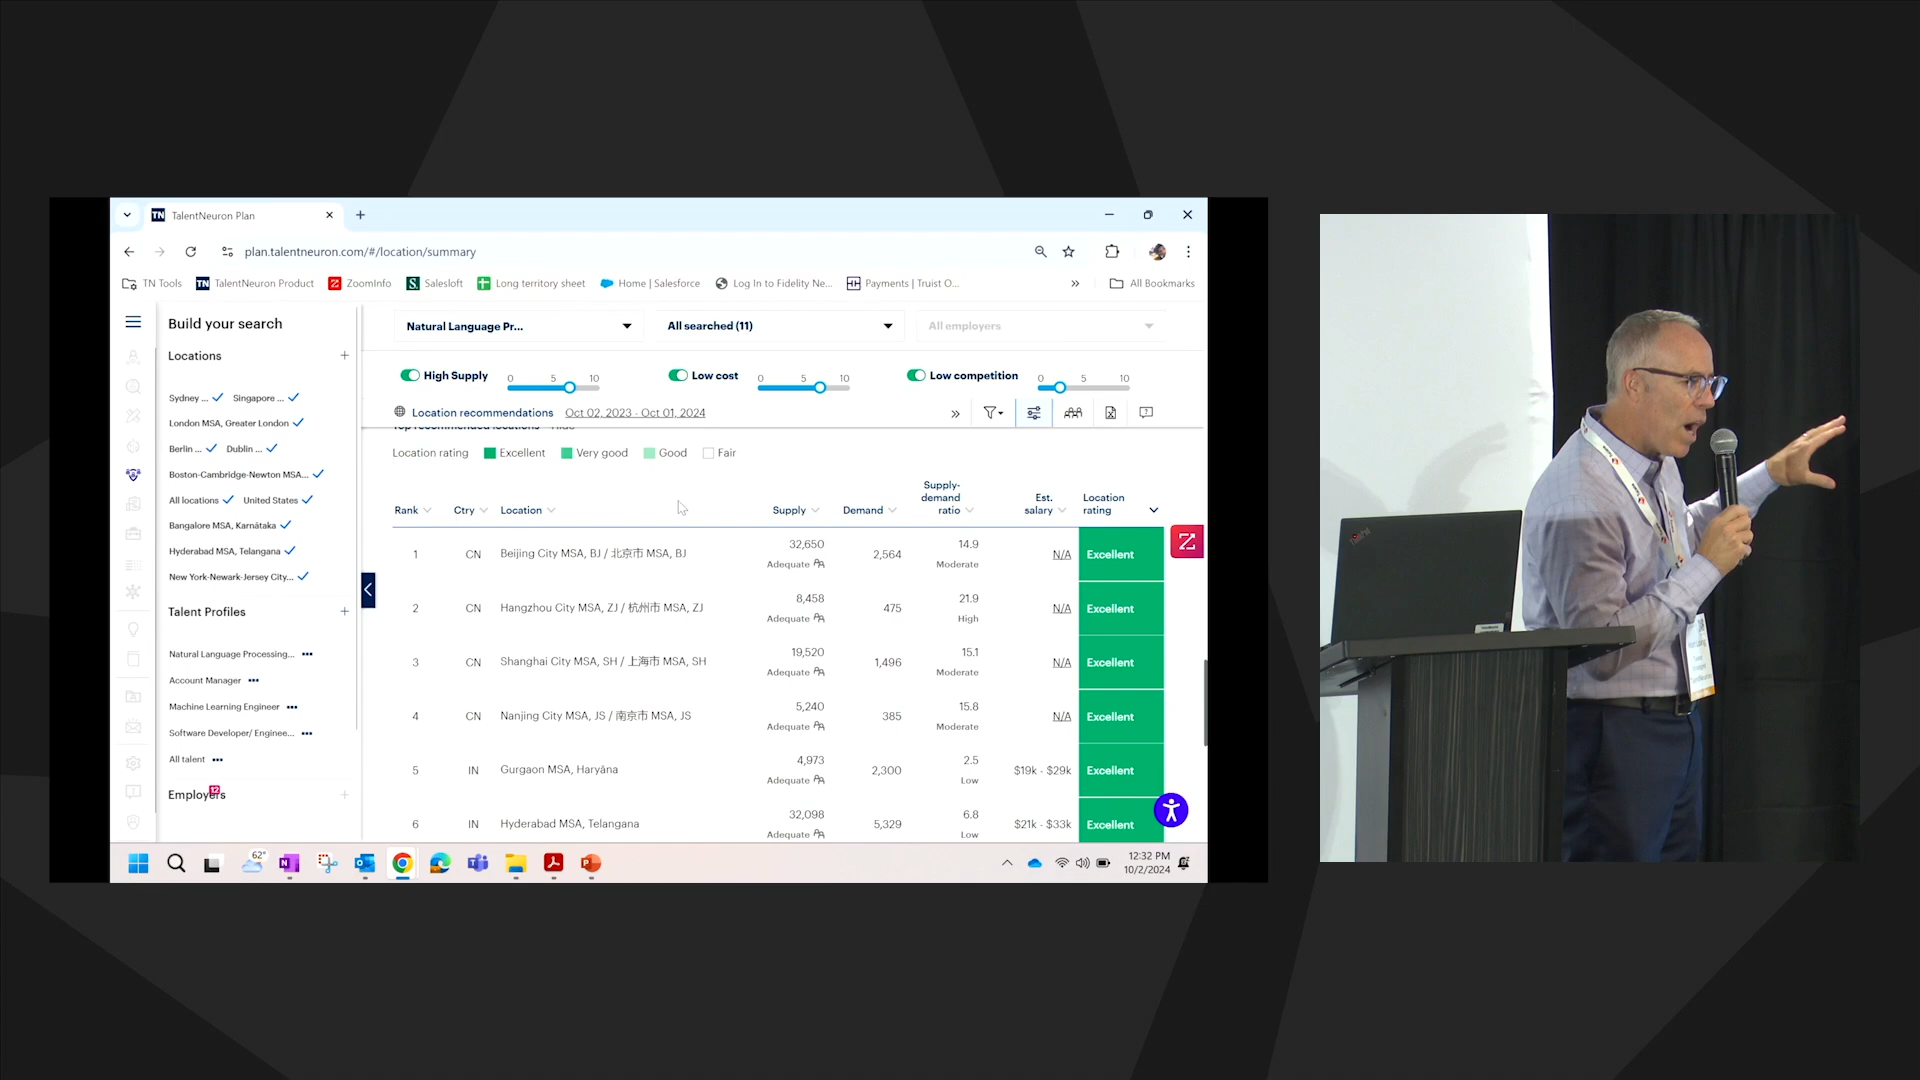 TN TalentNeuron Plan
plan.talentneuron.com/#/location/summary
TN Tools TN TalentNeuron Product ZoomInfo Salesloft Long territory sheet Home | Salesforce Log In to Fidelity Ne... Payments | Truist O... » All Bookmarks
Build your search
Locations +
Sydney ... Singapore ...
London MSA, Greater London
Berlin ... Dublin ...
Boston-Cambridge-Newton MSA...
All locations United States
Bangalore MSA, Karnātaka
Hyderabad MSA, Telangana
New York-Newark-Jersey City...
Talent Profiles +
Natural Language Processing... •••
Account Manager •••
Machine Learning Engineer •••
Software Developer/ Enginee... •••
All talent •••
12
Employers +
Natural Language Pr... All searched (11) All employers
High Supply 0 5 10 Low cost 0 5 10 Low competition 0 5 10
Location recommendations Oct 02, 2023 - Oct 01, 2024 »
Top recommended locations - Hide
Location rating Excellent Very good Good Fair
Rank Ctry Location Supply Demand Supply-demand ratio Est. salary Location rating
1 CN Beijing City MSA, BJ / 北京市 MSA, BJ 32,650 Adequate 2,564 14.9 Moderate N/A Excellent
2 CN Hangzhou City MSA, ZJ / 杭州市 MSA, ZJ 8,458 Adequate 475 21.9 High N/A Excellent
3 CN Shanghai City MSA, SH / 上海市 MSA, SH 19,520 Adequate 1,496 15.1 Moderate N/A Excellent
4 CN Nanjing City MSA, JS / 南京市 MSA, JS 5,240 Adequate 385 15.8 Moderate N/A Excellent
5 IN Gurgaon MSA, Haryāna 4,973 Adequate 2,300 2.5 Low $19k - $29k Excellent
6 IN Hyderabad MSA, Telangana 32,098 Adequate 5,329 6.8 Low $21k - $33k Excellent
62°
12:32 PM
10/2/2024
ThinkPad